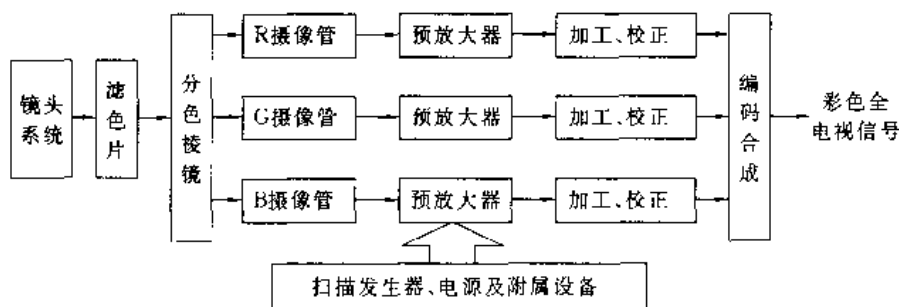 镜头
系统
滤色片
分色棱镜
R摄像管
预放大器
加工、校正
G摄像管
预放大器
加工、校正
B摄像管
预放大器
加工、校正
编码合成
彩色全
电视信号
扫描发生器、电源及附属设备